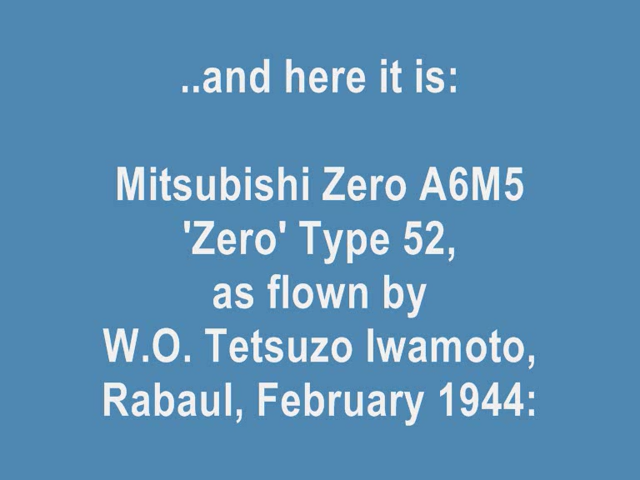 ..and here it is:
Mitsubishi Zero A6M5
'Zero' Type 52,
as flown by
W.O. Tetsuzo Iwamoto,
Rabaul, February 1944: